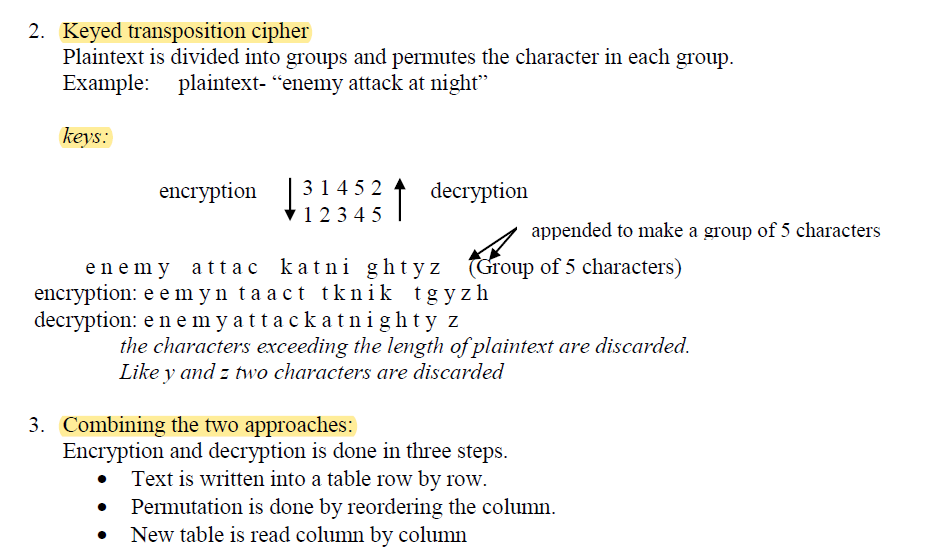 2. Keyed transposition cipher
Plaintext is divided into groups and permutes the character in each group.
Example: plaintext- “enemy attack at night”
keys:
encryption 3 1 4 5 2 decryption
1 2 3 4 5
appended to make a group of 5 characters
e n e m y a t t a c k a t n i g h t y z (Group of 5 characters)
encryption: e e m y n t a a c t t k n i k t g y z h
decryption: e n e m y a t t a c k a t n i g h t y z
the characters exceeding the length of plaintext are discarded.
Like y and z two characters are discarded
3. Combining the two approaches:
Encryption and decryption is done in three steps.
• Text is written into a table row by row.
• Permutation is done by reordering the column.
• New table is read column by column